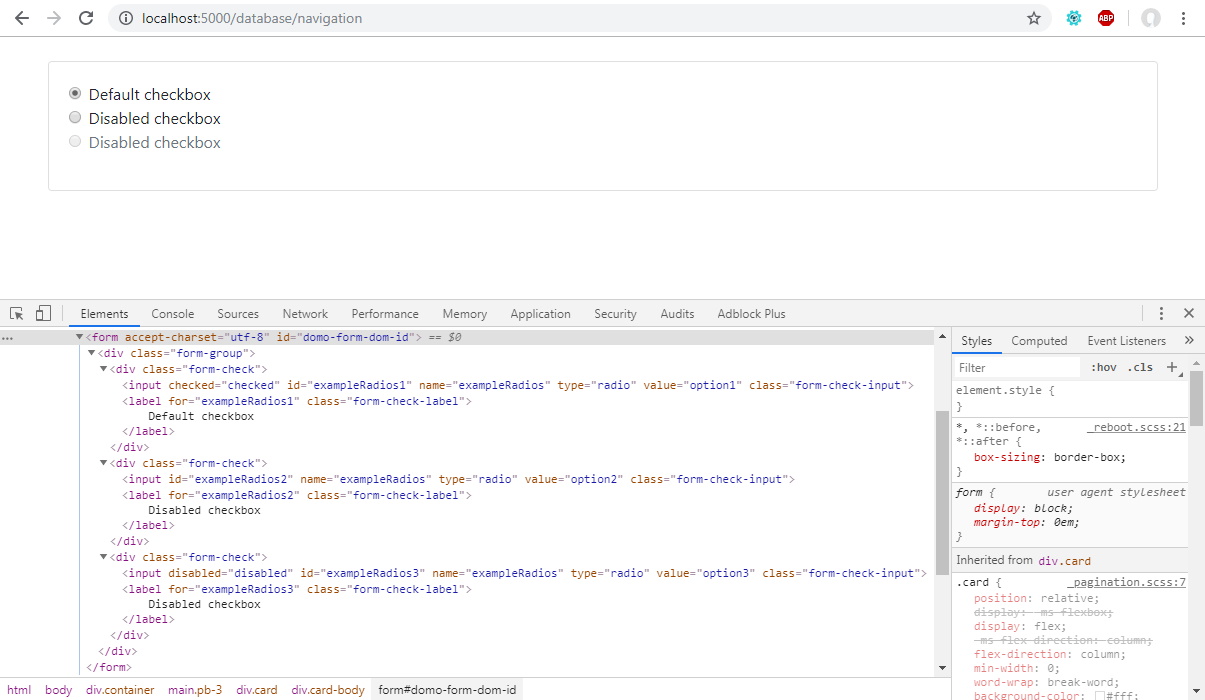 localhost:5000/database/navigation
ABP
Default checkbox
Disabled checkbox
Disabled checkbox
Elements Console Sources Network Performance Memory Application Security Audits Adblock Plus
... ▼<form accept-charset="utf-8" id="domo-form-dom-id"> == $0
▼<div class="form-group">
▼<div class="form-check">
<input checked="checked" id="exampleRadios1" name="exampleRadios" type="radio" value="option1" class="form-check-input">
<label for="exampleRadios1" class="form-check-label">
Default checkbox
</label>
</div>
▼<div class="form-check">
<input id="exampleRadios2" name="exampleRadios" type="radio" value="option2" class="form-check-input">
<label for="exampleRadios2" class="form-check-label">
Disabled checkbox
</label>
</div>
▼<div class="form-check">
<input disabled="disabled" id="exampleRadios3" name="exampleRadios" type="radio" value="option3" class="form-check-input">
<label for="exampleRadios3" class="form-check-label">
Disabled checkbox
</label>
</div>
</div>
</form>
html body div.container main.pb-3 div.card div.card-body form#domo-form-dom-id
Styles Computed Event Listeners »
Filter :hov .cls +
element.style {
}
*, *::before, _reboot.scss:21
*::after {
box-sizing: border-box;
}
form { user agent stylesheet
display: block;
margin-top: 0em;
}
Inherited from div.card
.card { _pagination.scss:7
position: relative;
display: -ms-flexbox;
display: flex;
-ms-flex-direction: column;
flex-direction: column;
min-width: 0;
word-wrap: break-word;
background-color: #fff;